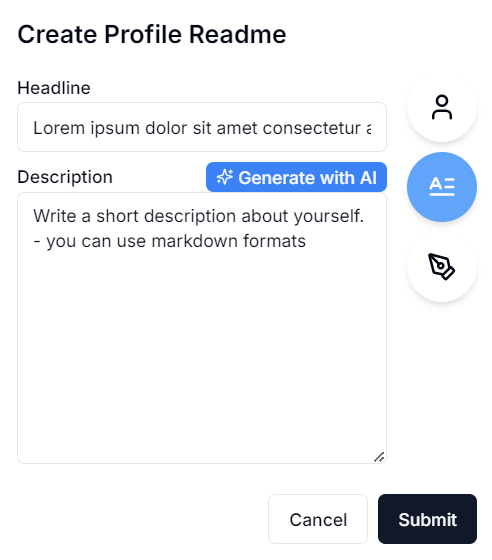 Create Profile Readme
Headline
Lorem ipsum dolor sit amet consectetur a
Description
Generate with AI
Write a short description about yourself.
- you can use markdown formats
Cancel
Submit